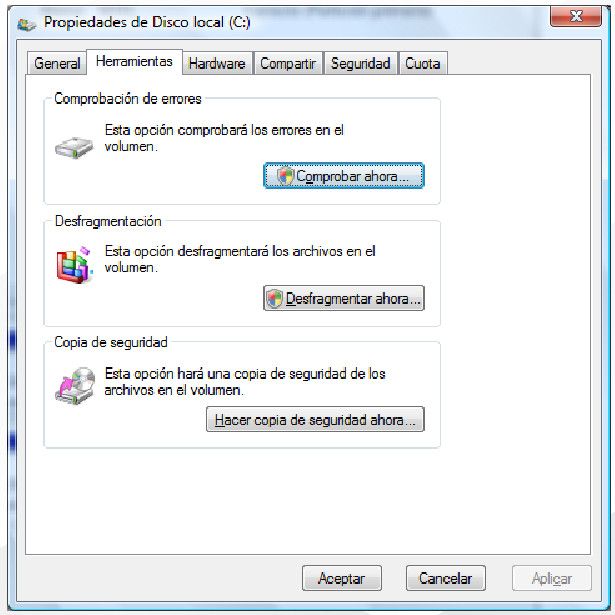 Propiedades de Disco local (C:)
General Herramientas Hardware Compartir Seguridad Cuota
Comprobación de errores
Esta opción comprobará los errores en el
volumen.
Comprobar ahora...
Desfragmentación
Esta opción desfragmentará los archivos en el
volumen.
Desfragmentar ahora...
Copia de seguridad
Esta opción hará una copia de seguridad de los
archivos en el volumen.
Hacer copia de seguridad ahora...
Aceptar Cancelar Aplicar